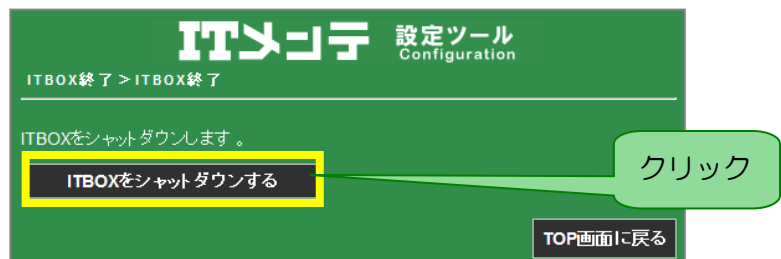 ITメンテ 設定ツール
Configuration
ITBOX終了>ITBOX終了
ITBOXをシャットダウンします。
ITBOXをシャットダウンする
クリック
TOP画面に戻る